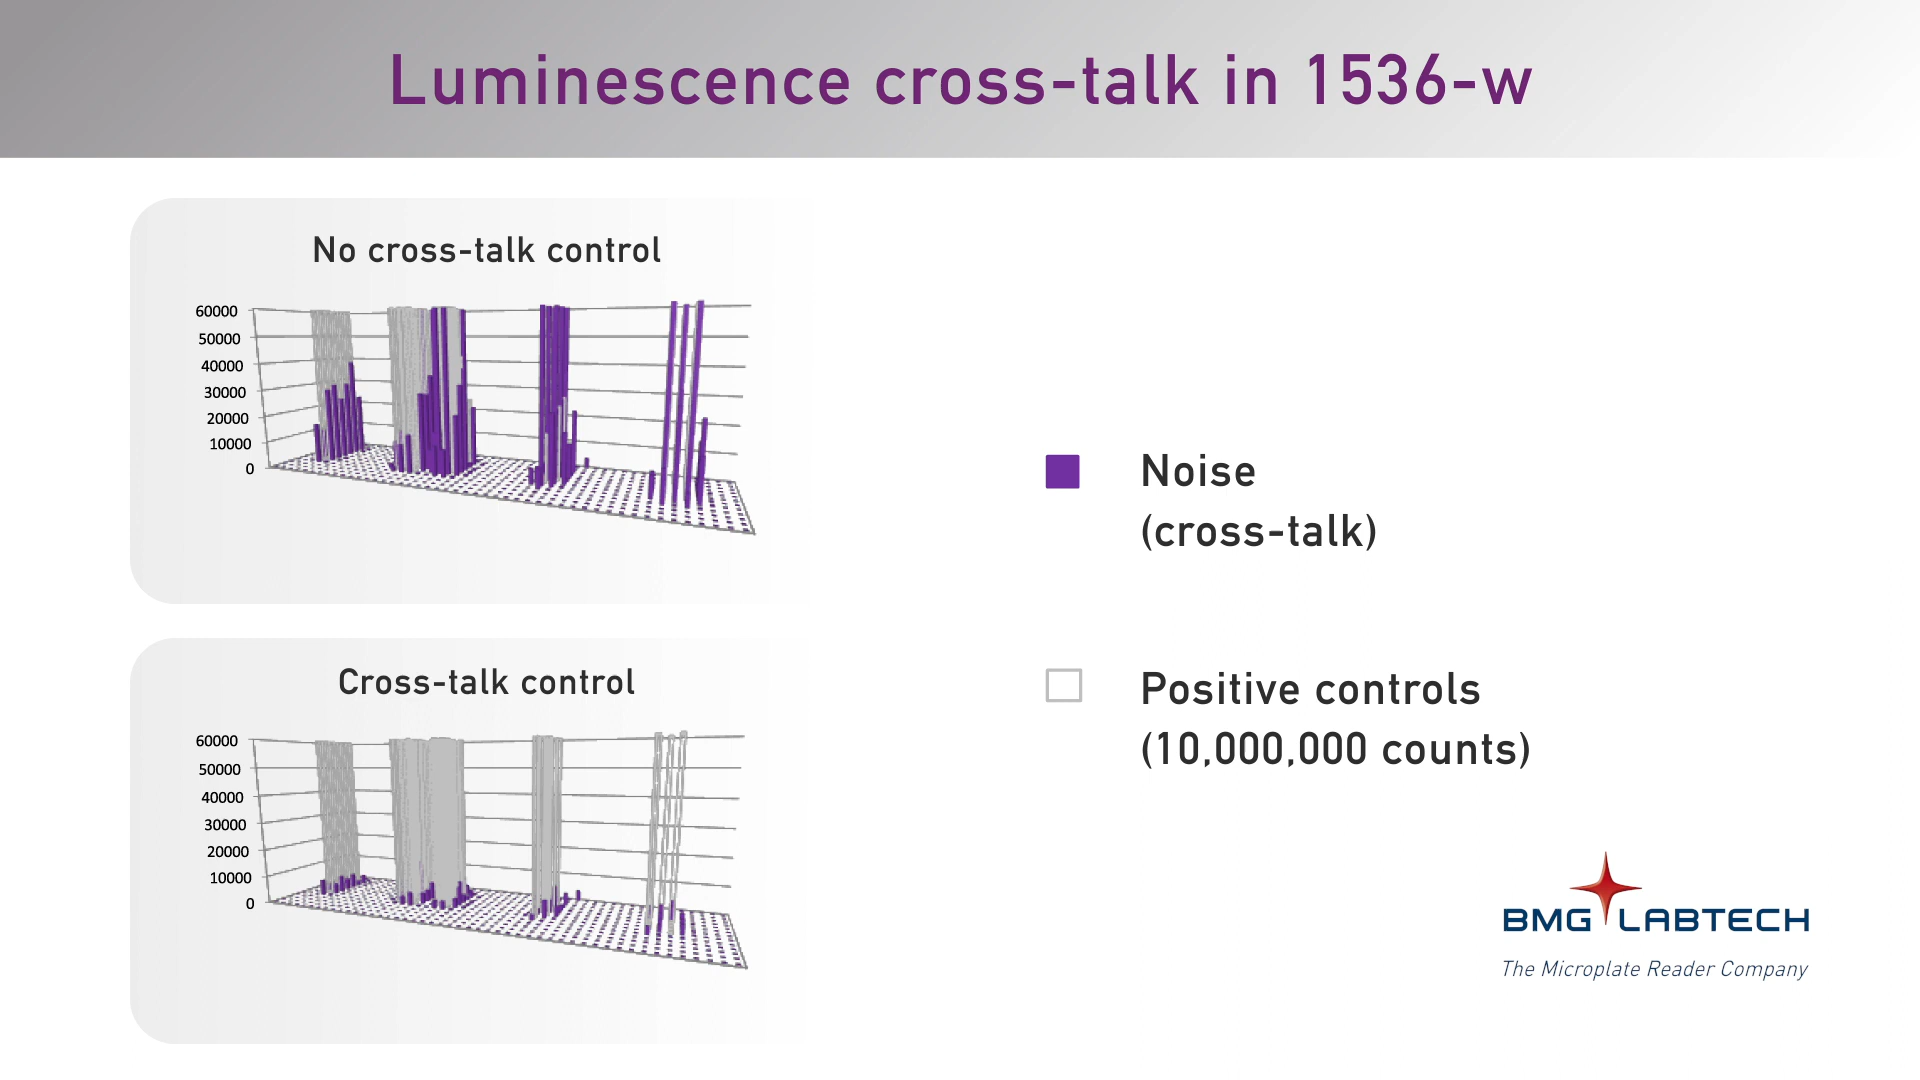 Luminescence cross-talk in 1536-w
No cross-talk control
60000
50000
40000
30000
20000
10000
0
Cross-talk control
60000
50000
40000
30000
20000
10000
0
Noise
(cross-talk)
Positive controls
(10,000,000 counts)
BMG LABTECH
The Microplate Reader Company